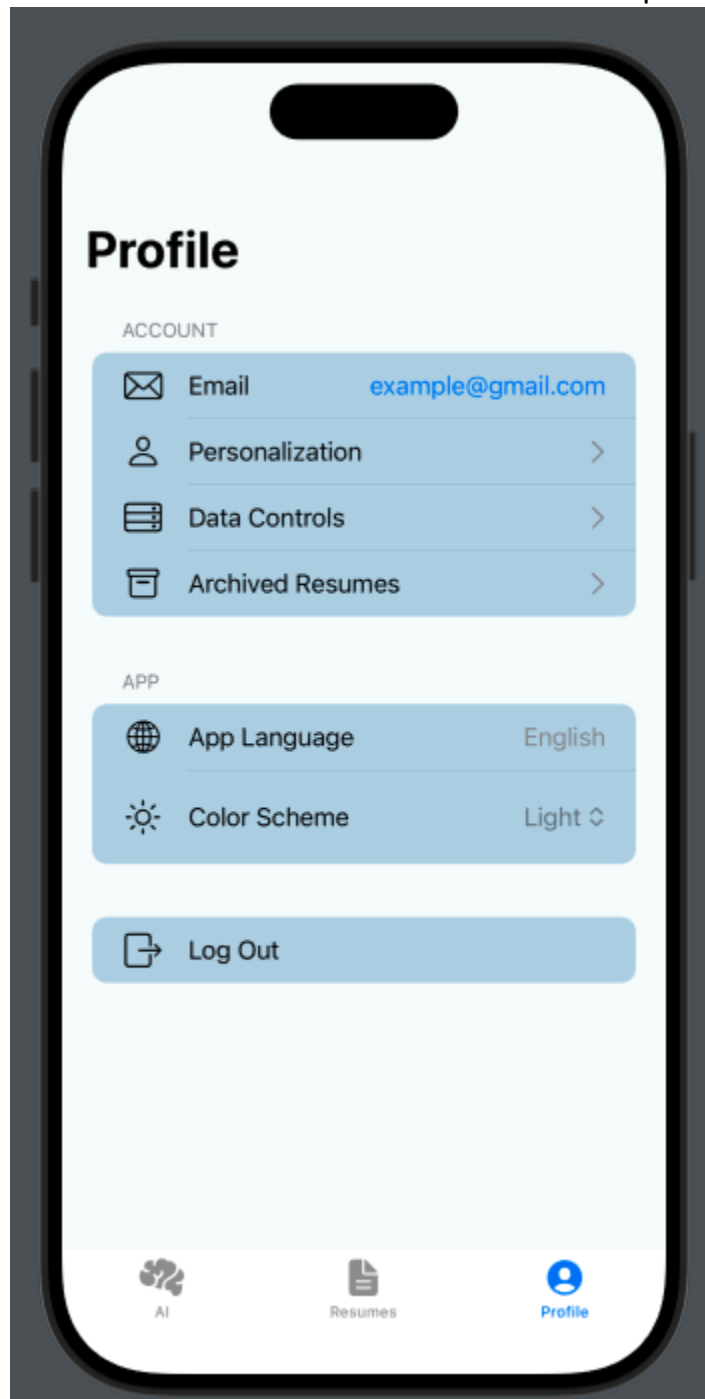 Profile
ACCOUNT
Email example@gmail.com
Personalization
Data Controls
Archived Resumes
APP
App Language English
Color Scheme Light
Log Out
AI Resumes Profile